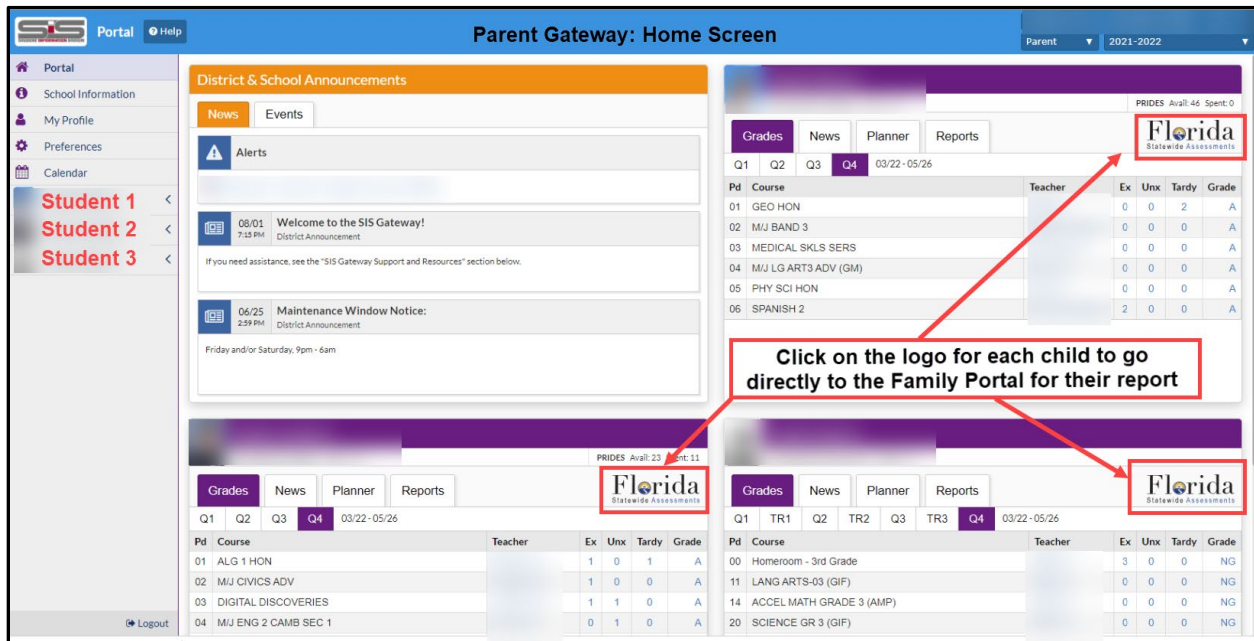 SIS Portal Help
Parent Gateway: Home Screen
Parent 2021-2022
Portal
School Information
My Profile
Preferences
Calendar
Student 1
Student 2
Student 3
Logout
District & School Announcements
News Events
Alerts
08/01 Welcome to the SIS Gateway!
7:15 PM District Announcement
If you need assistance, see the "SIS Gateway Support and Resources" section below.
06/25 Maintenance Window Notice:
2:59 PM District Announcement
Friday and/or Saturday, 9pm - 6am
PRIDES Avail: 46 Spent: 0
Grades News Planner Reports
Florida
Statewide Assessments
Q1 Q2 Q3 Q4 03/22 - 05/26
Pd Course Teacher Ex Unx Tardy Grade
01 GEO HON 0 0 2 A
02 M/J BAND 3 0 0 0 A
03 MEDICAL SKLS SERS 0 0 0 A
04 M/J LG ART3 ADV (GM) 0 0 0 A
05 PHY SCI HON 0 0 0 A
06 SPANISH 2 2 0 0 A
Click on the logo for each child to go
directly to the Family Portal for their report
PRIDES Avail: 23 ent: 11
Grades News Planner Reports
Florida
Statewide Assessments
Q1 Q2 Q3 Q4 03/22 - 05/26
Pd Course Teacher Ex Unx Tardy Grade
01 ALG 1 HON 1 0 1 A
02 M/J CIVICS ADV 1 0 0 A
03 DIGITAL DISCOVERIES 1 1 0 A
04 M/J ENG 2 CAMB SEC 1 0 1 0 A
Grades News Planner Reports
Florida
Statewide Assessments
Q1 TR1 Q2 TR2 Q3 TR3 Q4 03/22 - 05/26
Pd Course Teacher Ex Unx Tardy Grade
00 Homeroom - 3rd Grade 3 0 0 NG
11 LANG ARTS-03 (GIF) 0 0 0 NG
14 ACCEL MATH GRADE 3 (AMP) 0 0 0 NG
20 SCIENCE GR 3 (GIF) 0 0 0 NG